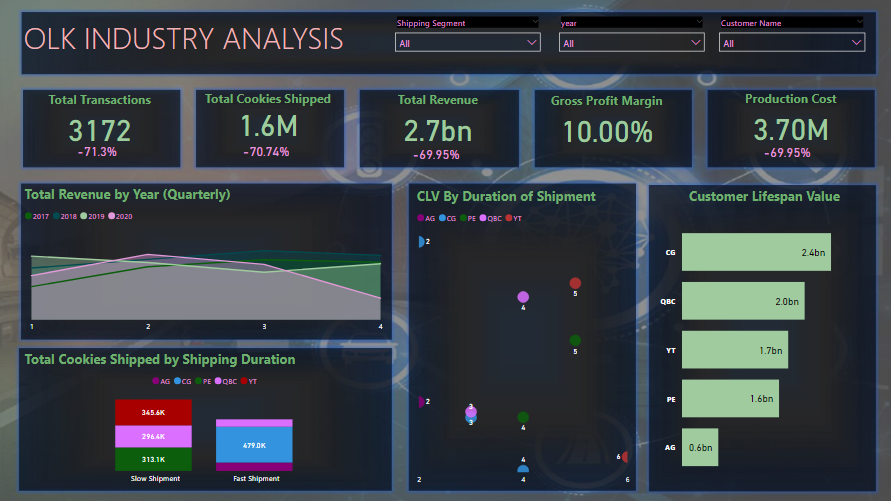 OLK INDUSTRY ANALYSIS
Shipping Segment
All
year
All
Customer Name
All
Total Transactions
3172
-71.3%
Total Cookies Shipped
1.6M
-70.74%
Total Revenue
2.7bn
-69.95%
Gross Profit Margin
10.00%
Production Cost
3.70M
-69.95%
Total Revenue by Year (Quarterly)
2017 2018 2019 2020
1 2 3 4
Total Cookies Shipped by Shipping Duration
AG CG PE QBC YT
345.6K
296.4K
313.1K
479.0K
Slow Shipment Fast Shipment
CLV By Duration of Shipment
AG CG PE QBC YT
2
5
4
5
2
3
3
4
4
6
4
2 4 6
Customer Lifespan Value
CG 2.4bn
QBC 2.0bn
YT 1.7bn
PE 1.6bn
AG 0.6bn